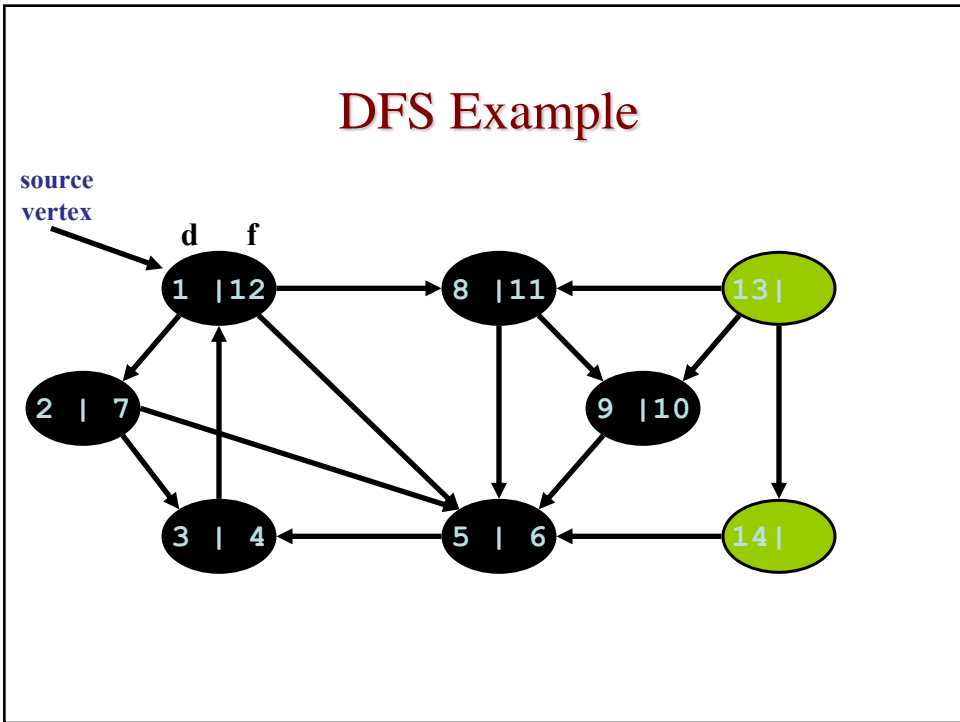 DFS Example
source
vertex
d f
1 |12
8 |11
13|
2 | 7
9 |10
3 | 4
5 | 6
14|